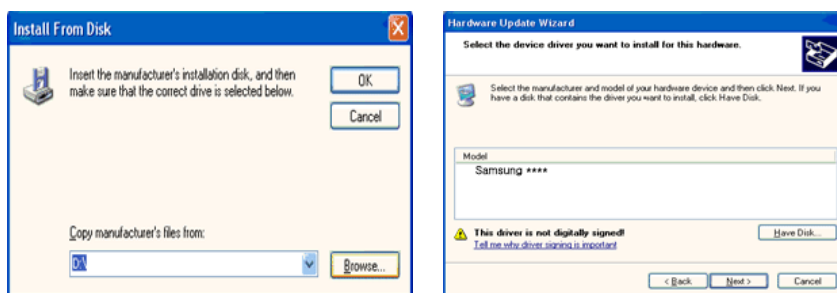 Install From Disk
Insert the manufacturer's installation disk, and then
make sure that the correct drive is selected below.
OK
Cancel
Copy manufacturer's files from:
D:\
Browse...
Hardware Update Wizard
Select the device driver you want to install for this hardware.
Select the manufacturer and model of your hardware device and then click Next. If you
have a disk that contains the driver you want to install, click Have Disk.
Model
Samsung ****
This driver is not digitally signed!
Tell me why driver signing is important
Have Disk...
< Back
Next >
Cancel